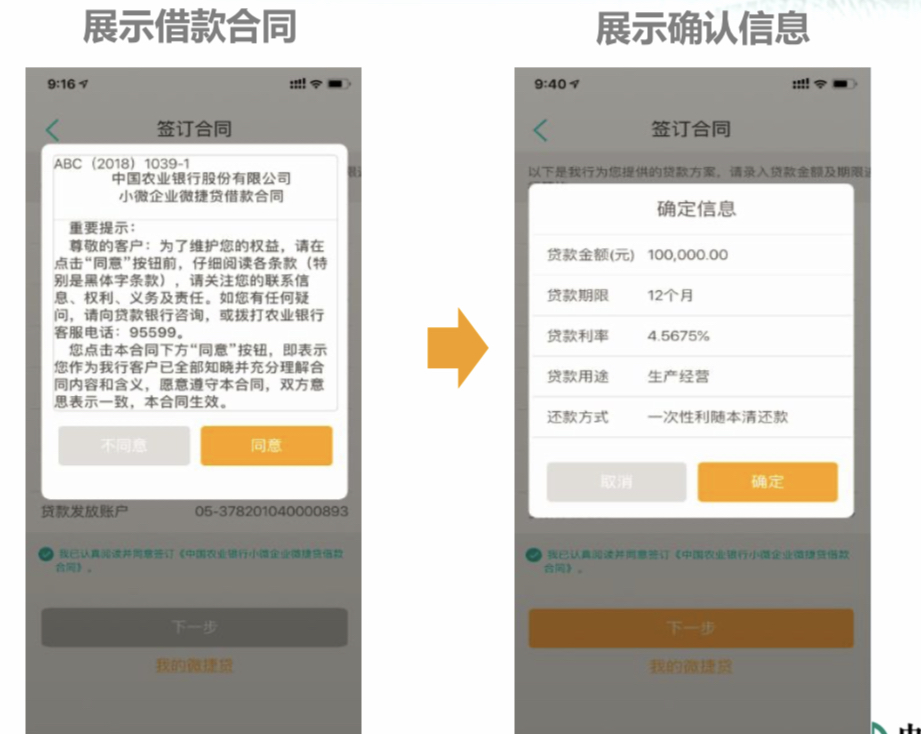 展示借款合同
9:16
签订合同
ABC（2018）1039-1
中国农业银行股份有限公司
小微企业微捷贷借款合同
重要提示：
尊敬的客户：为了维护您的权益，请在
点击“同意”按钮前，仔细阅读各条款（特
别是黑体字条款），请关注您的联系信
息、权利、义务及责任。如您有任何疑
问，请向贷款银行咨询，或拨打农业银行
客服电话：95599。
您点击本合同下方“同意”按钮，即表示
您作为我行客户已全部知晓并充分理解合
同内容和含义，愿意遵守本合同，双方意
思表示一致，本合同生效。
不同意
同意
贷款发放账户 05-378201040000893
我已认真阅读并同意签订《中国农业银行小微企业微捷贷借款
合同》。
下一步
我的微捷贷
展示确认信息
9:40
签订合同
以下是我行为您提供的贷款方案，请录入贷款金额及期限
确定信息
贷款金额(元) 100,000.00
贷款期限 12个月
贷款利率 4.5675%
贷款用途 生产经营
还款方式 一次性利随本清还款
取消
确定
我已认真阅读并同意签订《中国农业银行小微企业微捷贷借款
合同》。
下一步
我的微捷贷